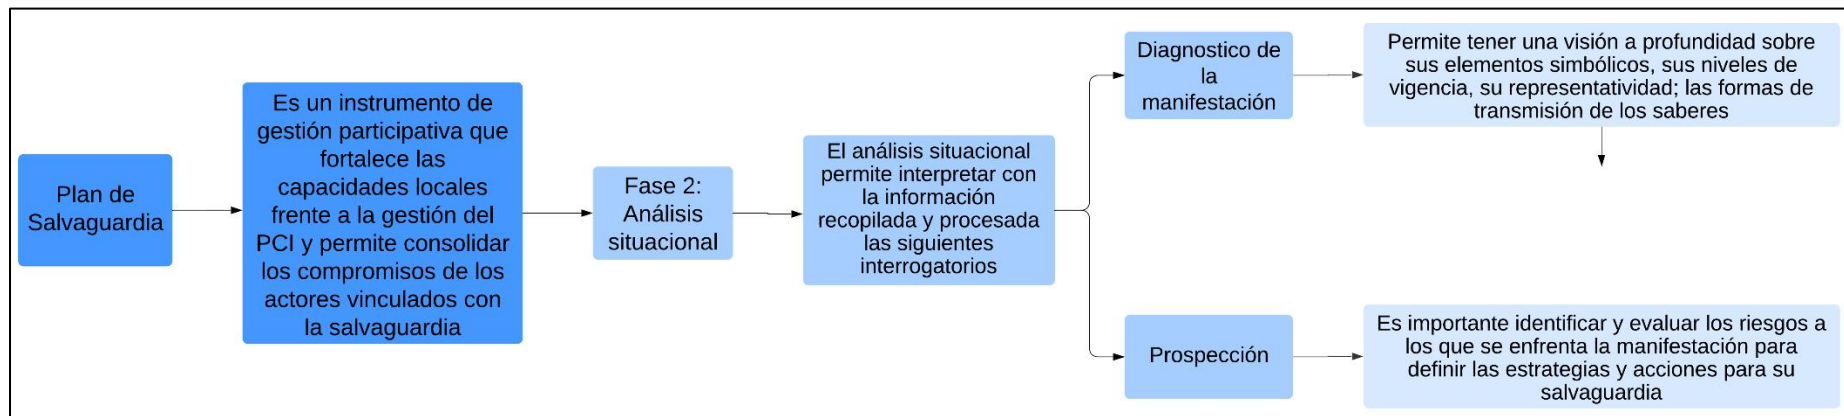 Plan de
Salvaguardia
Es un instrumento de
gestión participativa que
fortalece las
capacidades locales
frente a la gestión del
PCI y permite consolidar
los compromisos de los
actores vinculados con
la salvaguardia
Fase 2:
Análisis
situacional
El análisis situacional
permite interpretar con
la información
recopilada y procesada
las siguientes
interrogatorios
Diagnostico de
la
manifestación
Permite tener una visión a profundidad sobre
sus elementos simbólicos, sus niveles de
vigencia, su representatividad; las formas de
transmisión de los saberes
Prospección
Es importante identificar y evaluar los riesgos a
los que se enfrenta la manifestación para
definir las estrategias y acciones para su
salvaguardia